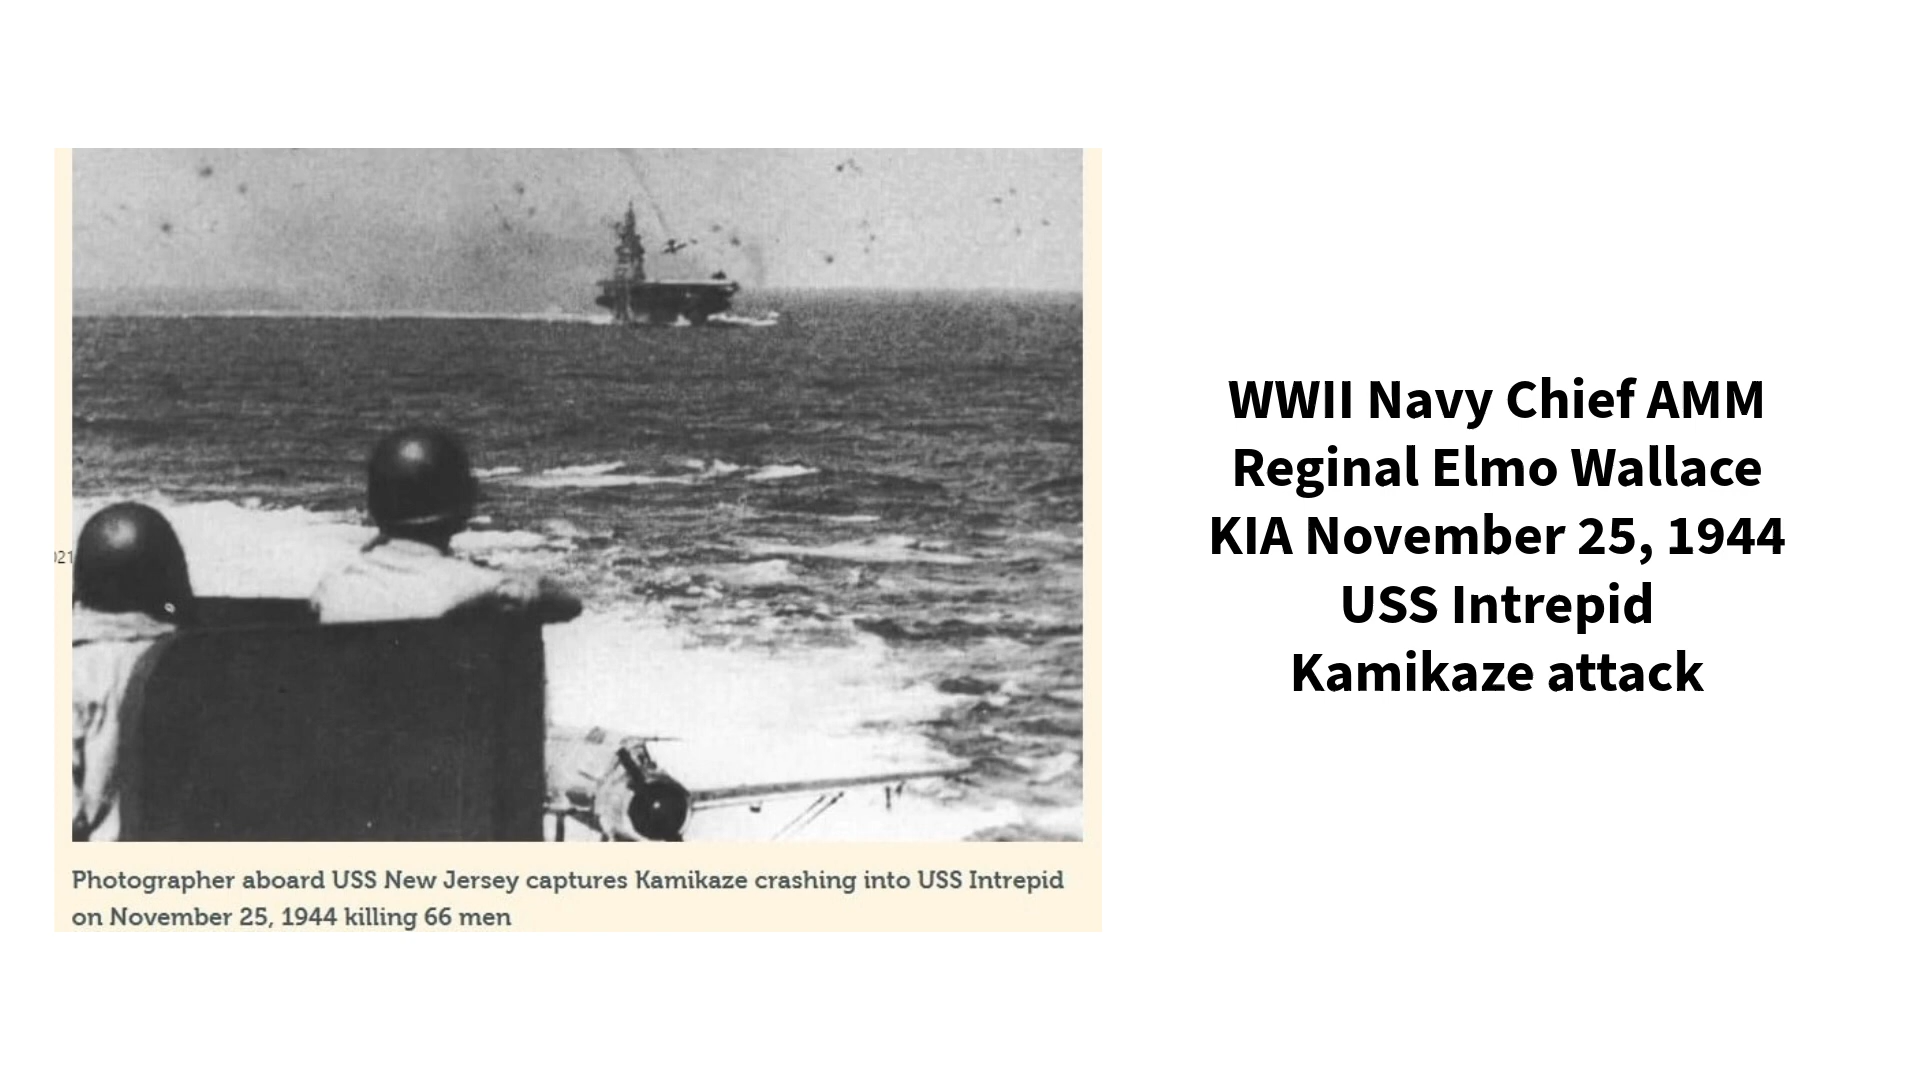 021
Photographer aboard USS New Jersey captures Kamikaze crashing into USS Intrepid
on November 25, 1944 killing 66 men
WWII Navy Chief AMM
Reginal Elmo Wallace
KIA November 25, 1944
USS Intrepid
Kamikaze attack